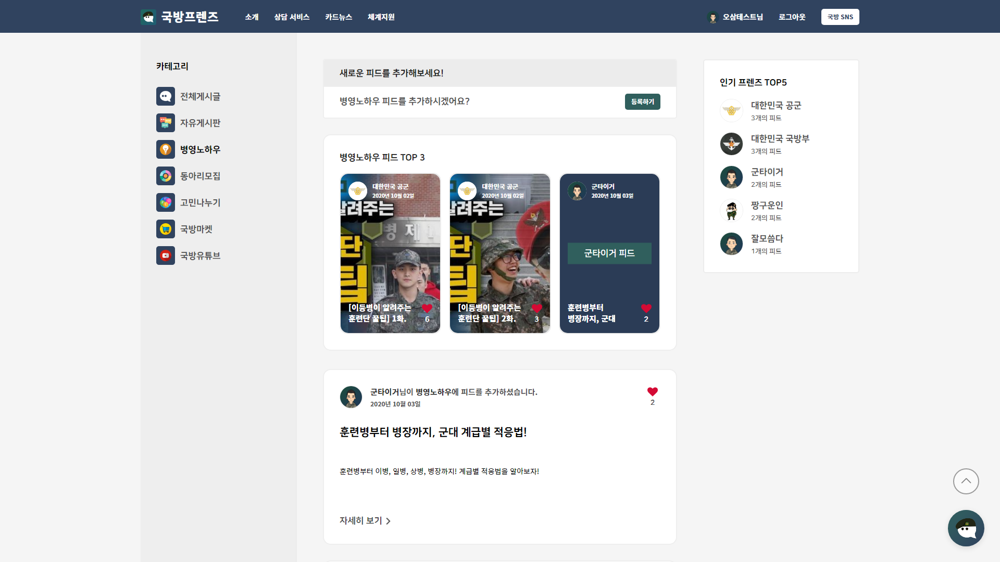 국방프렌즈
소개
상담 서비스
카드뉴스
체계지원
오삼테스트님
로그아웃
국방 SNS
카테고리
전체게시글
자유게시판
병영노하우
동아리모집
고민나누기
국방마켓
국방유튜브
새로운 피드를 추가해보세요!
병영노하우 피드를 추가하시겠어요?
등록하기
병영노하우 피드 TOP 3
대한민국 공군
2020년 10월 02일
알려주는
병 제
단
팁
[이등병이 알려주는
훈련단 꿀팁] 1화.
6
대한민국 공군
2020년 10월 02일
알려주는
단
팁
[이등병이 알려주는
훈련단 꿀팁] 2화.
3
군타이거
2020년 10월 03일
군타이거 피드
훈련병부터
병장까지, 군대
2
군타이거님이 병영노하우에 피드를 추가하셨습니다.
2020년 10월 03일
2
훈련병부터 병장까지, 군대 계급별 적응법!
훈련병부터 이병, 일병, 상병, 병장까지! 계급별 적응법을 알아보자!
자세히 보기
인기 프렌즈 TOP5
대한민국 공군
3개의 피드
대한민국 국방부
3개의 피드
군타이거
2개의 피드
짱구운인
2개의 피드
잘모씀다
1개의 피드